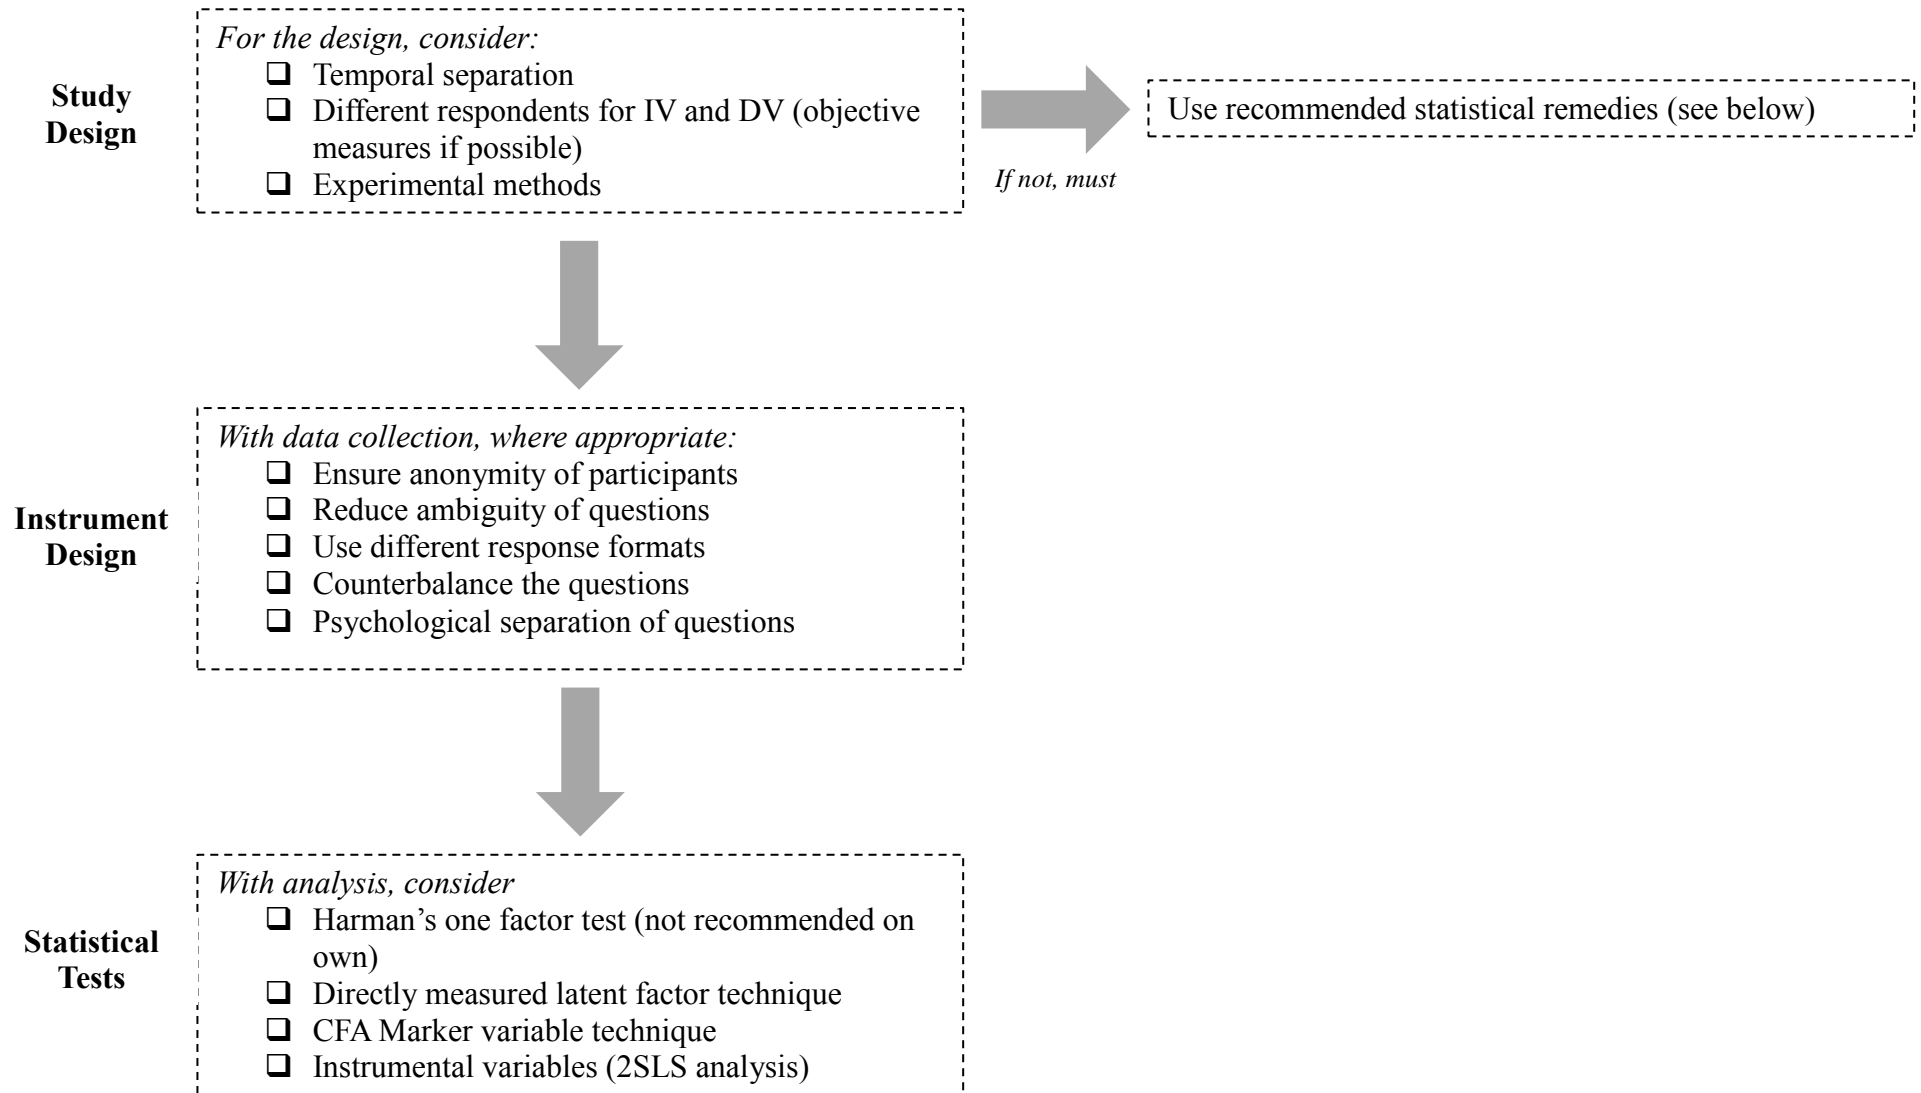 Study
Design
For the design, consider:
❑ Temporal separation
❑ Different respondents for IV and DV (objective
measures if possible)
❑ Experimental methods
If not, must
Use recommended statistical remedies (see below)
Instrument
Design
With data collection, where appropriate:
❑ Ensure anonymity of participants
❑ Reduce ambiguity of questions
❑ Use different response formats
❑ Counterbalance the questions
❑ Psychological separation of questions
Statistical
Tests
With analysis, consider
❑ Harman’s one factor test (not recommended on
own)
❑ Directly measured latent factor technique
❑ CFA Marker variable technique
❑ Instrumental variables (2SLS analysis)